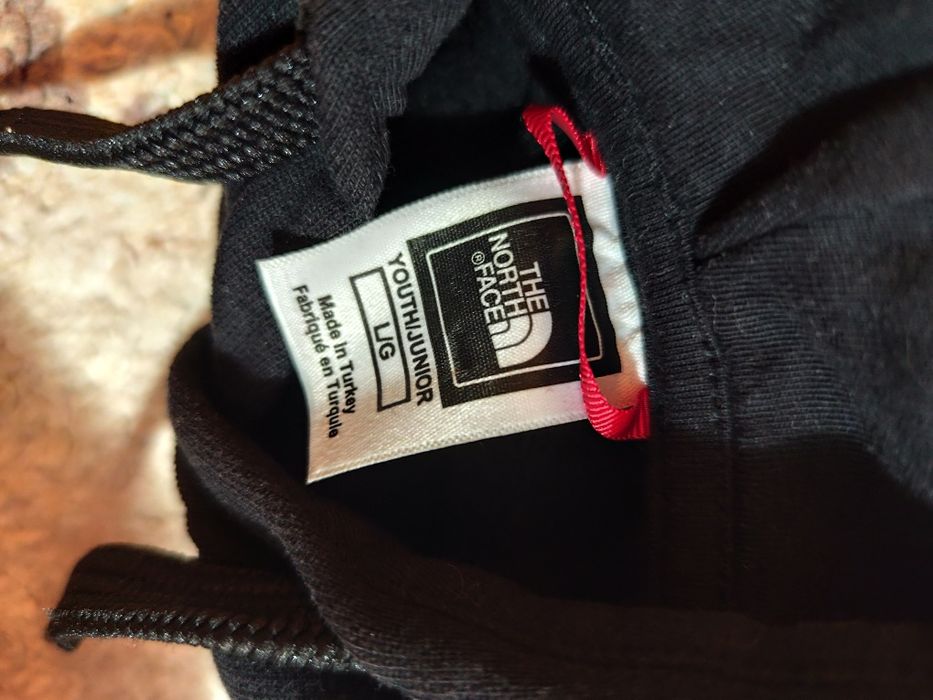 THE
NORTH
®FACE
YOUTH/JUNIOR
L/G
Made in Turkey
Fabriqué en Turquie